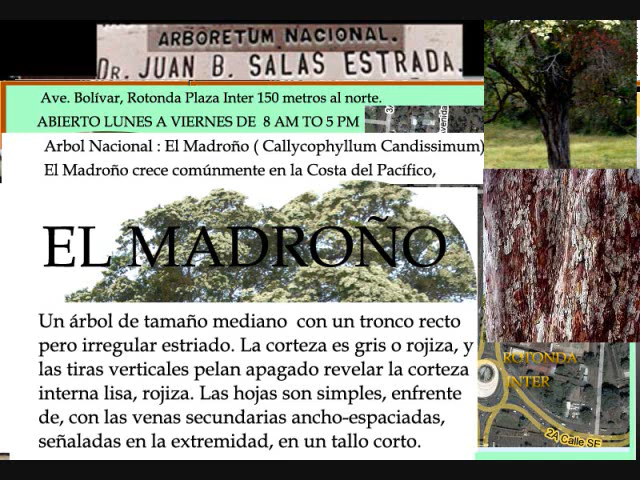 ARBORETUM NACIONAL.
DR. JUAN B. SALAS ESTRADA.
Ave. Bolívar, Rotonda Plaza Inter 150 metros al norte.
ABIERTO LUNES A VIERNES DE 8 AM TO 5 PM
Arbol Nacional : El Madroño ( Callycophyllum Candissimum)
El Madroño crece comúnmente en la Costa del Pacífico,
EL MADROÑO
Un árbol de tamaño mediano con un tronco recto
pero irregular estriado. La corteza es gris o rojiza, y
las tiras verticales pelan apagado revelar la corteza
interna lisa, rojiza. Las hojas son simples, enfrente
de, con las venas secundarias ancho-espaciadas,
señaladas en la extremidad, en un tallo corto.
ROTONDA
INTER
2A Calle SE